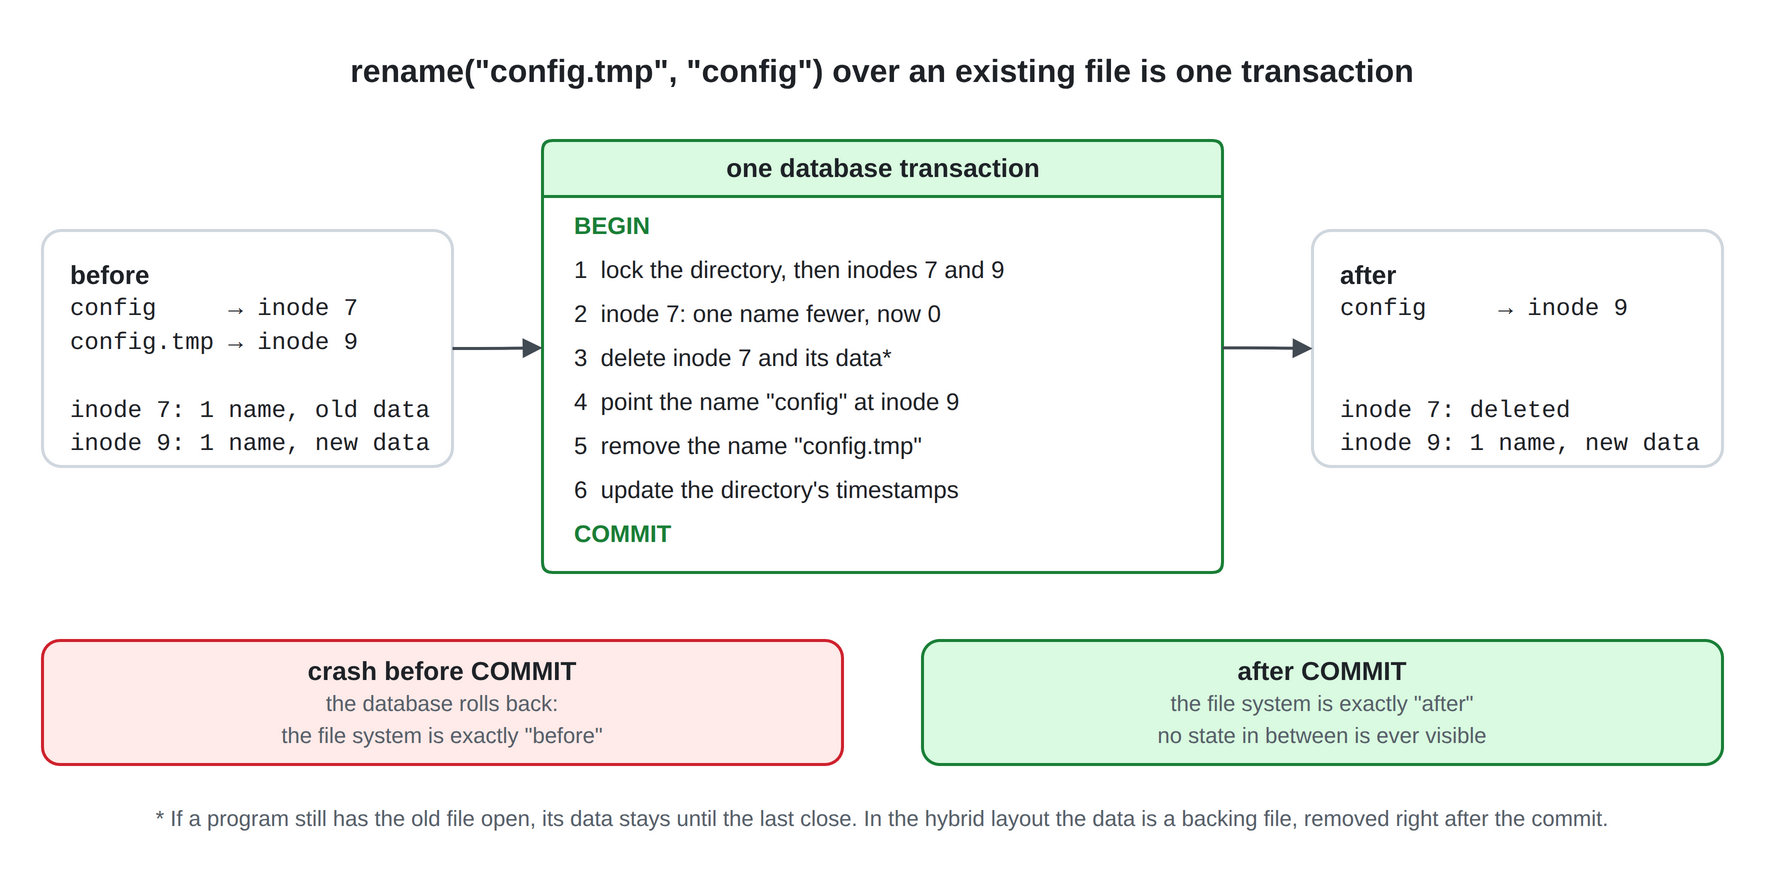 rename("config.tmp", "config") over an existing file is one transaction
before
config → inode 7
config.tmp → inode 9
inode 7: 1 name, old data
inode 9: 1 name, new data
one database transaction
BEGIN
1 lock the directory, then inodes 7 and 9
2 inode 7: one name fewer, now 0
3 delete inode 7 and its data*
4 point the name "config" at inode 9
5 remove the name "config.tmp"
6 update the directory's timestamps
COMMIT
after
config → inode 9
inode 7: deleted
inode 9: 1 name, new data
crash before COMMIT
the database rolls back:
the file system is exactly "before"
after COMMIT
the file system is exactly "after"
no state in between is ever visible
* If a program still has the old file open, its data stays until the last close. In the hybrid layout the data is a backing file, removed right after the commit.